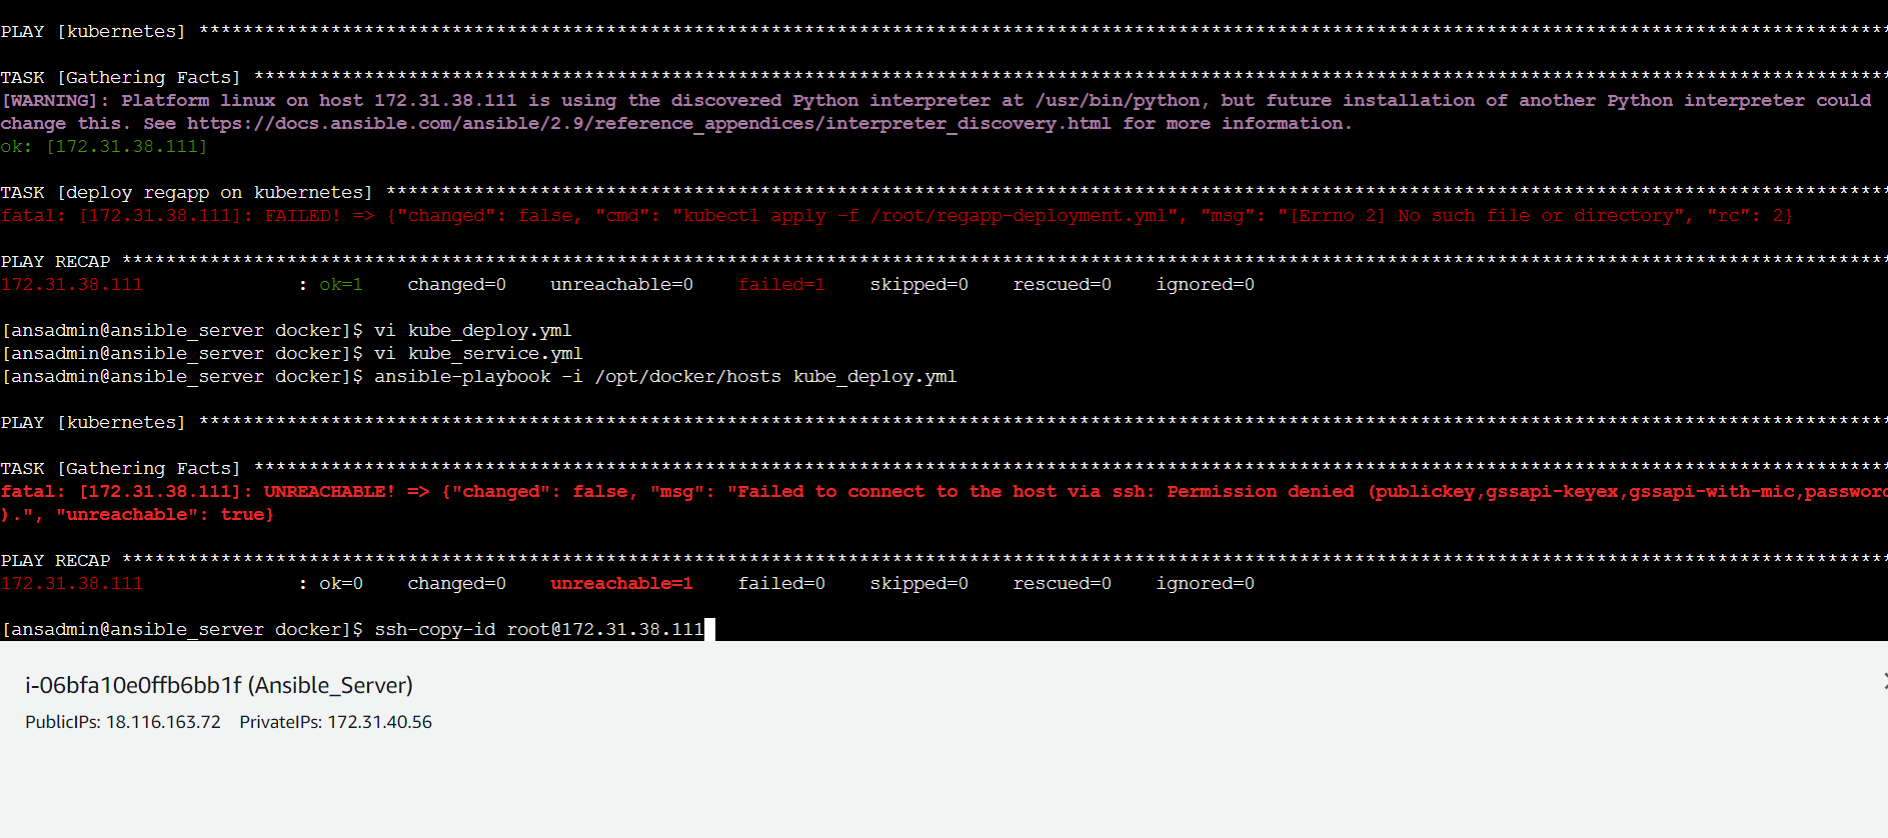 PLAY [kubernetes] *********************************************************************************************************************************************************
TASK [Gathering Facts] ****************************************************************************************************************************************************
[WARNING]: Platform linux on host 172.31.38.111 is using the discovered Python interpreter at /usr/bin/python, but future installation of another Python interpreter could
change this. See https://docs.ansible.com/ansible/2.9/reference_appendices/interpreter_discovery.html for more information.
ok: [172.31.38.111]
TASK [deploy regapp on kubernetes] ****************************************************************************************************************************************
fatal: [172.31.38.111]: FAILED! => {"changed": false, "cmd": "kubectl apply -f /root/regapp-deployment.yml", "msg": "[Errno 2] No such file or directory", "rc": 2}
PLAY RECAP ****************************************************************************************************************************************************************
172.31.38.111 : ok=1 changed=0 unreachable=0 failed=1 skipped=0 rescued=0 ignored=0
[ansadmin@ansible_server docker]$ vi kube_deploy.yml
[ansadmin@ansible_server docker]$ vi kube_service.yml
[ansadmin@ansible_server docker]$ ansible-playbook -i /opt/docker/hosts kube_deploy.yml
PLAY [kubernetes] *********************************************************************************************************************************************************
TASK [Gathering Facts] ****************************************************************************************************************************************************
fatal: [172.31.38.111]: UNREACHABLE! => {"changed": false, "msg": "Failed to connect to the host via ssh: Permission denied (publickey,gssapi-keyex,gssapi-with-mic,password
).", "unreachable": true}
PLAY RECAP ****************************************************************************************************************************************************************
172.31.38.111 : ok=0 changed=0 unreachable=1 failed=0 skipped=0 rescued=0 ignored=0
[ansadmin@ansible_server docker]$ ssh-copy-id root@172.31.38.111
i-06bfa10e0ffb6bb1f (Ansible_Server)
PublicIPs: 18.116.163.72 PrivateIPs: 172.31.40.56